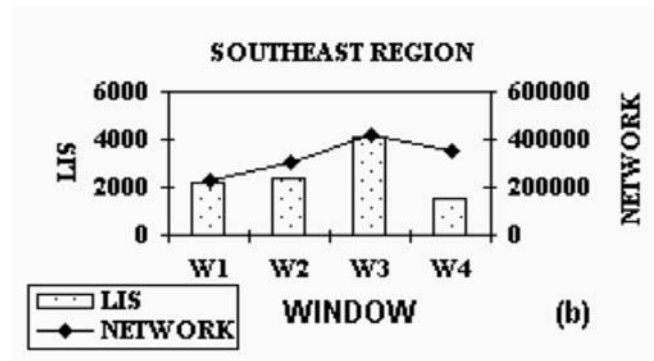 SOUTHEAST REGION
6000
4000
2000
0
LIS
600000
400000
200000
0
NETWORK
W1 W2 W3 W4
WINDOW
(b)
LIS
NETWORK